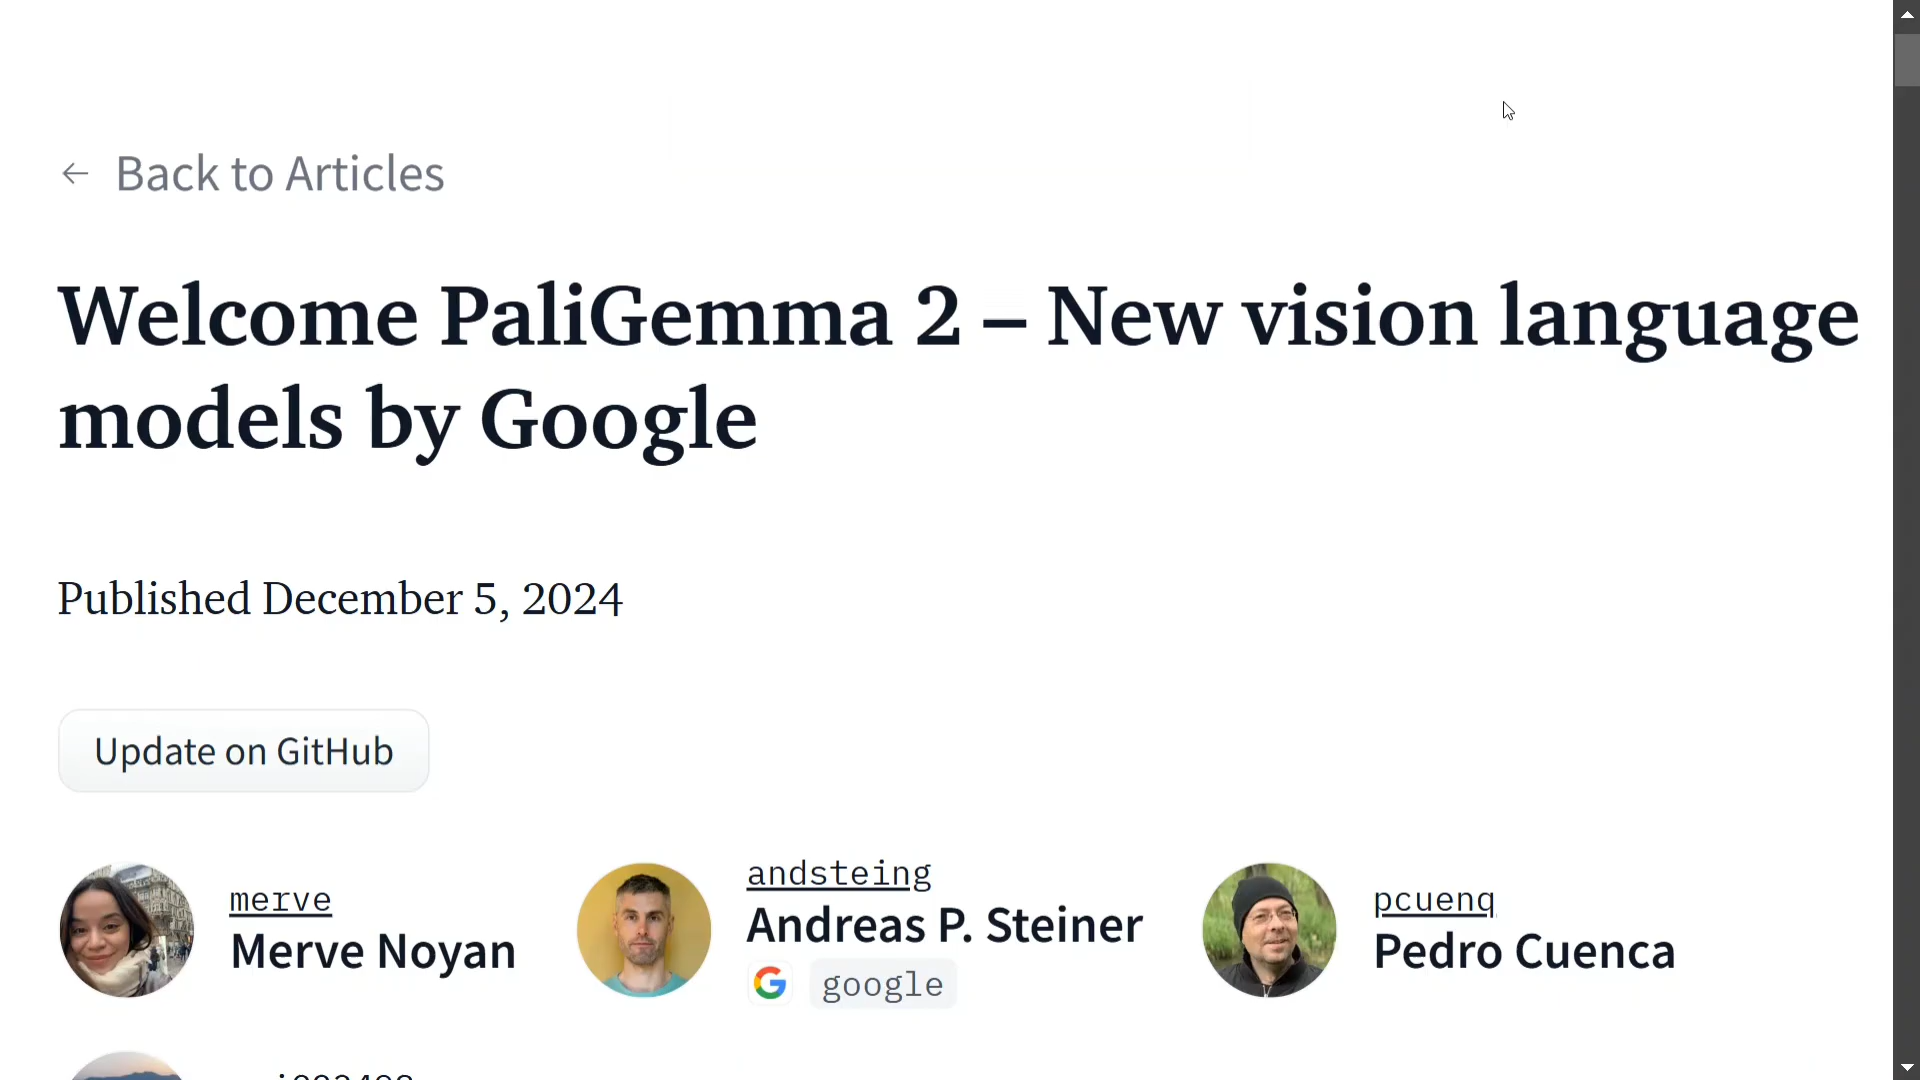 Back to Articles
Welcome PaliGemma 2 – New vision language
models by Google
Published December 5, 2024
Update on GitHub
merve
Merve Noyan
andsteing
Andreas P. Steiner
google
pcuenq
Pedro Cuenca